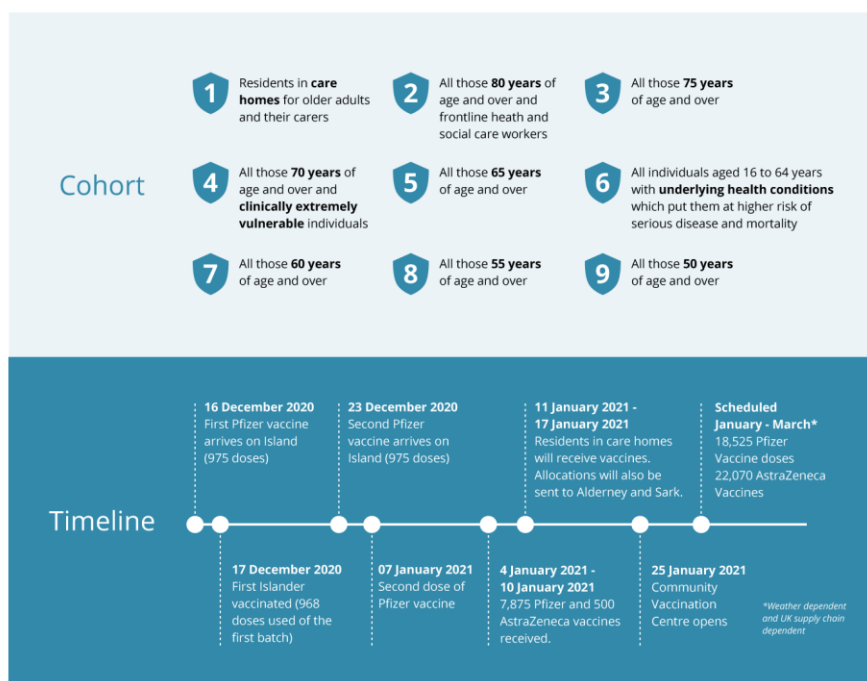 Cohort
1
Residents in care
homes for older adults
and their carers
2
All those 80 years of
age and over and
frontline heath and
social care workers
3
All those 75 years
of age and over
4
All those 70 years of
age and over and
clinically extremely
vulnerable individuals
5
All those 65 years
of age and over
6
All individuals aged 16 to 64 years
with underlying health conditions
which put them at higher risk of
serious disease and mortality
7
All those 60 years
of age and over
8
All those 55 years
of age and over
9
All those 50 years
of age and over
Timeline
16 December 2020
First Pfizer vaccine
arrives on Island
(975 doses)
17 December 2020
First Islander
vaccinated (968
doses used of the
first batch)
23 December 2020
Second Pfizer
vaccine arrives on
Island (975 doses)
07 January 2021
Second dose of
Pfizer vaccine
4 January 2021 -
10 January 2021
7,875 Pfizer and 500
AstraZeneca vaccines
received.
11 January 2021 -
17 January 2021
Residents in care homes
will receive vaccines.
Allocations will also be
sent to Alderney and Sark.
25 January 2021
Community
Vaccination
Centre opens
Scheduled
January - March*
18,525 Pfizer
Vaccine doses
22,070 AstraZeneca
Vaccines
*Weather dependent
and UK supply chain
dependent